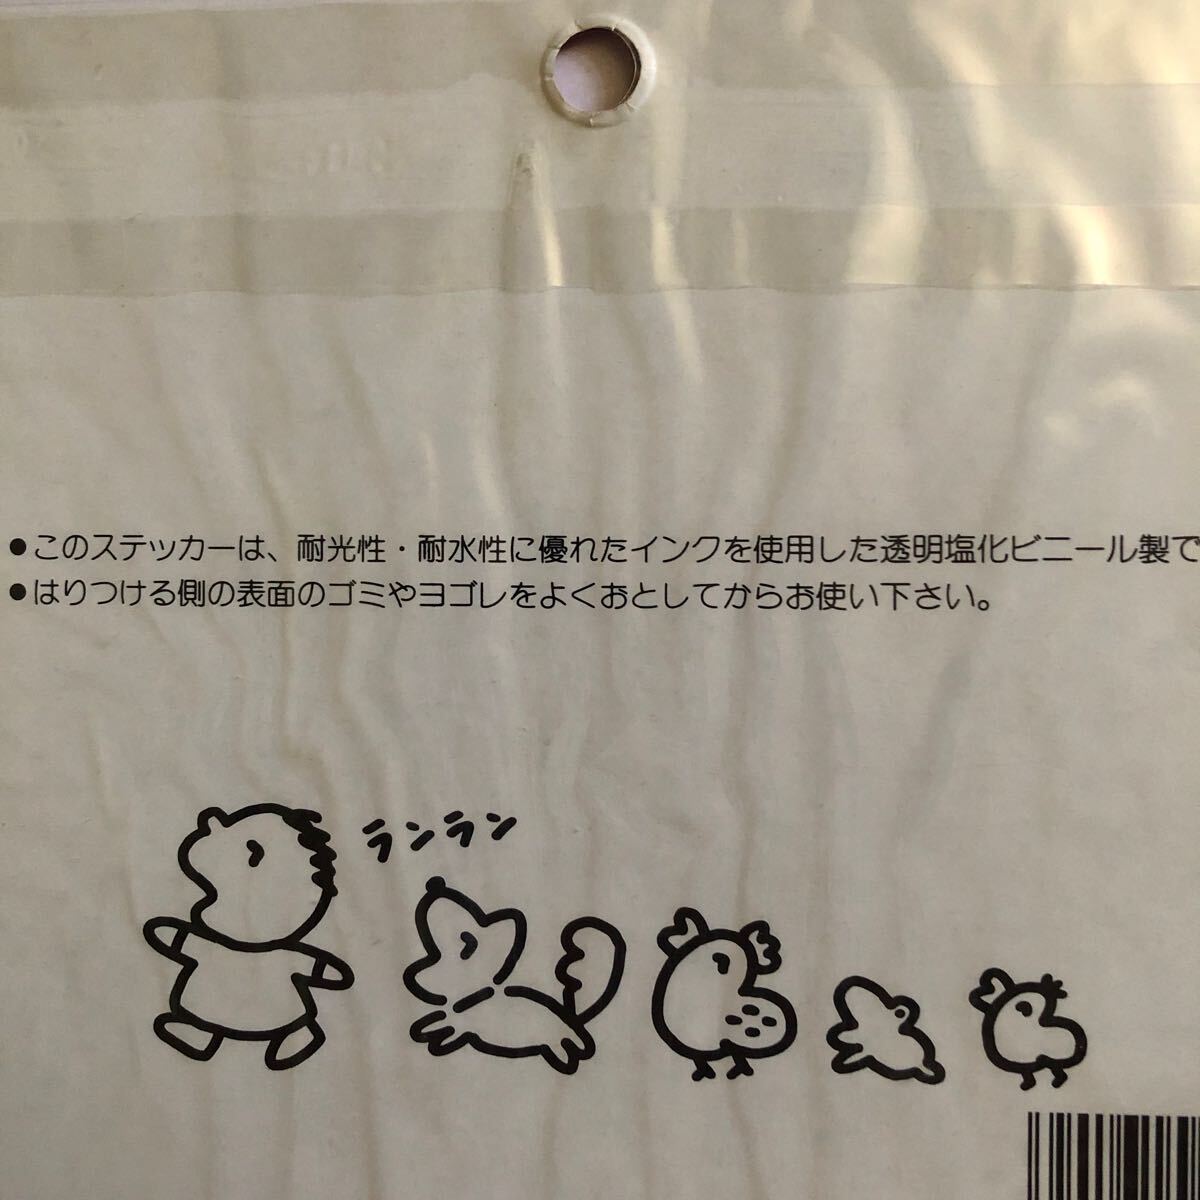 ●このステッカーは、耐光性・耐水性に優れたインクを使用した透明塩化ビニール製で
●はりつける側の表面のゴミやヨゴレをよくおとしてからお使い下さい。
ランラン